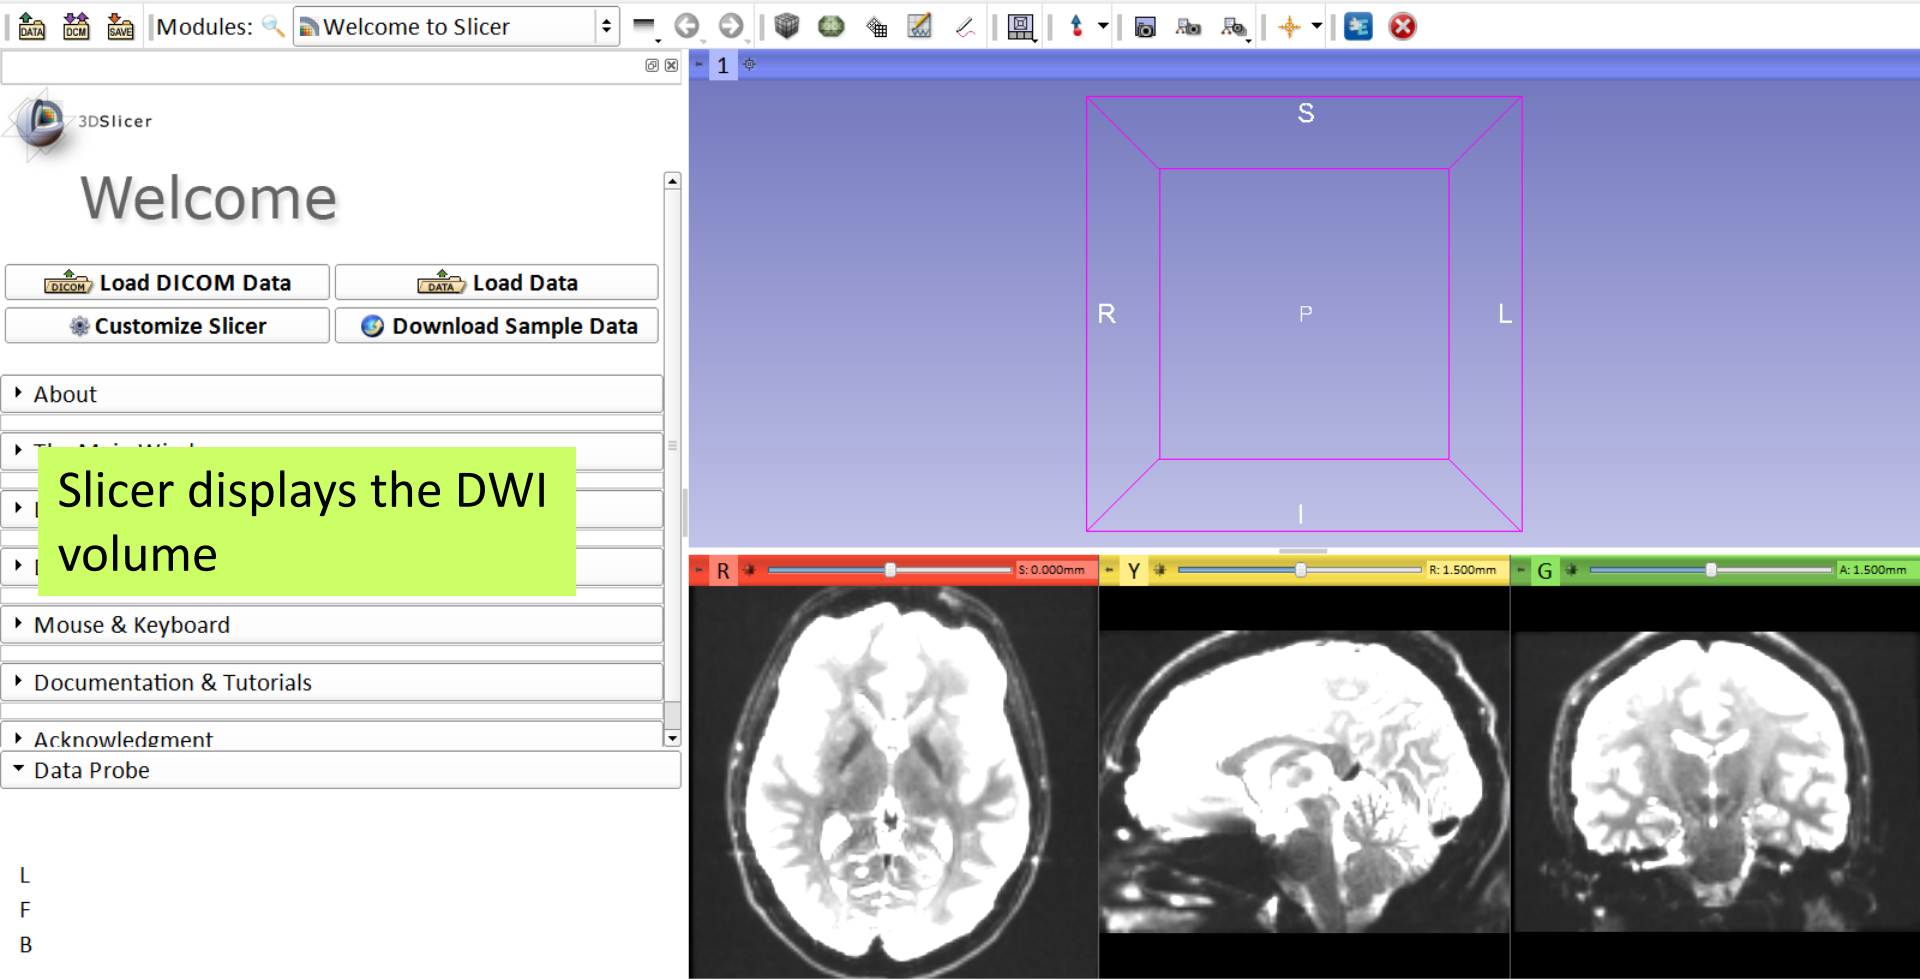 DATA DCM SAVE Modules: Welcome to Slicer
1
3DSlicer
Welcome
DICOM Load DICOM Data DATA Load Data
Customize Slicer Download Sample Data
About
Slicer displays the DWI
volume
Mouse & Keyboard
Documentation & Tutorials
Acknowledgment
Data Probe
L
F
B
S
R P L
I
R S: 0.000mm Y R: 1.500mm G A: 1.500mm